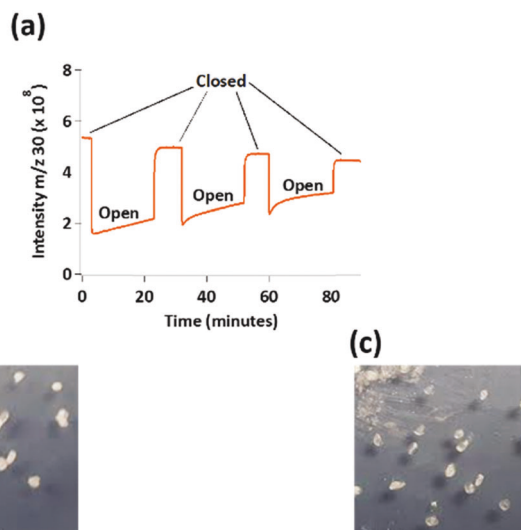 (a)
Intensity m/z 30 (x 10⁸)
8
6
4
2
0
Closed
Open
Open
Open
0
20
40
60
80
Time (minutes)
(c)